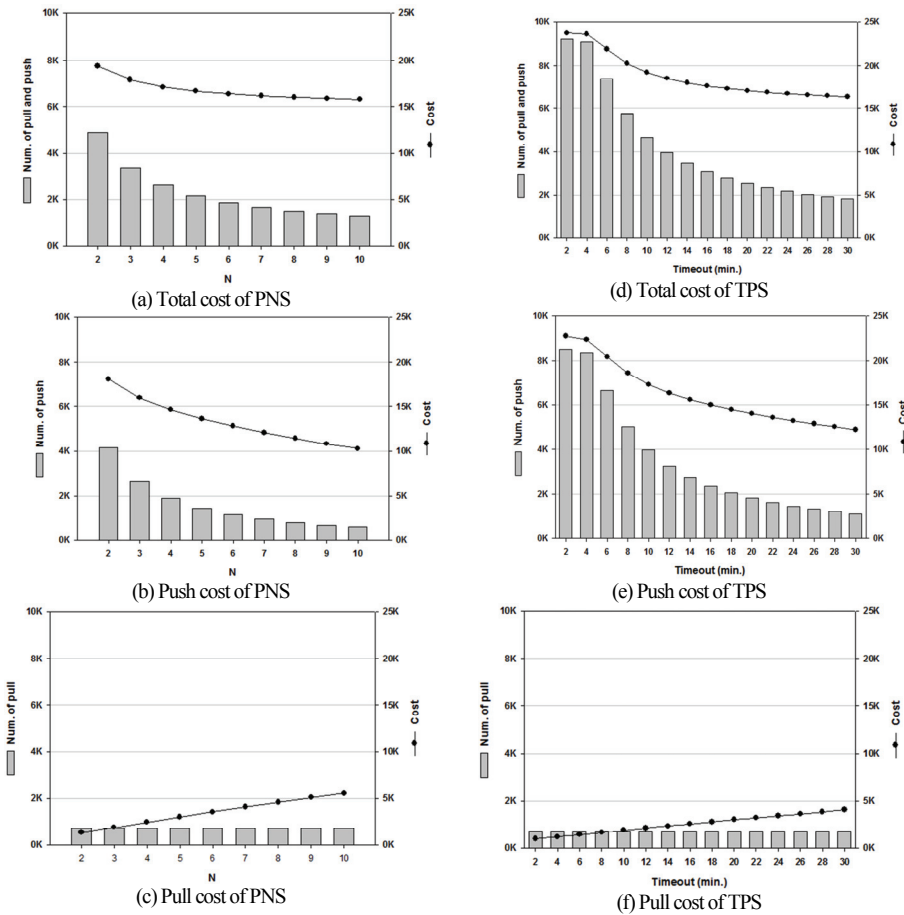 10K 25K
8K 20K
6K 15K
4K 10K
2K 5K
0K 0K
Num. of pull and push
Cost
2 3 4 5 6 7 8 9 10
N
(a) Total cost of PNS
10K 25K
8K 20K
6K 15K
4K 10K
2K 5K
0K 0K
Num. of pull and push
Cost
2 4 6 8 10 12 14 16 18 20 22 24 26 28 30
Timeout (min.)
(d) Total cost of TPS
10K 25K
8K 20K
6K 15K
4K 10K
2K 5K
0K 0K
Num. of push
Cost
2 3 4 5 6 7 8 9 10
N
(b) Push cost of PNS
10K 25K
8K 20K
6K 15K
4K 10K
2K 5K
0K 0K
Num. of push
Cost
2 4 6 8 10 12 14 16 18 20 22 24 26 28 30
Timeout (min.)
(e) Push cost of TPS
10K 25K
8K 20K
6K 15K
4K 10K
2K 5K
0K 0K
Num. of pull
Cost
2 3 4 5 6 7 8 9 10
N
(c) Pull cost of PNS
10K 25K
8K 20K
6K 15K
4K 10K
2K 5K
0K 0K
Num. of pull
Cost
2 4 6 8 10 12 14 16 18 20 22 24 26 28 30
Timeout (min.)
(f) Pull cost of TPS